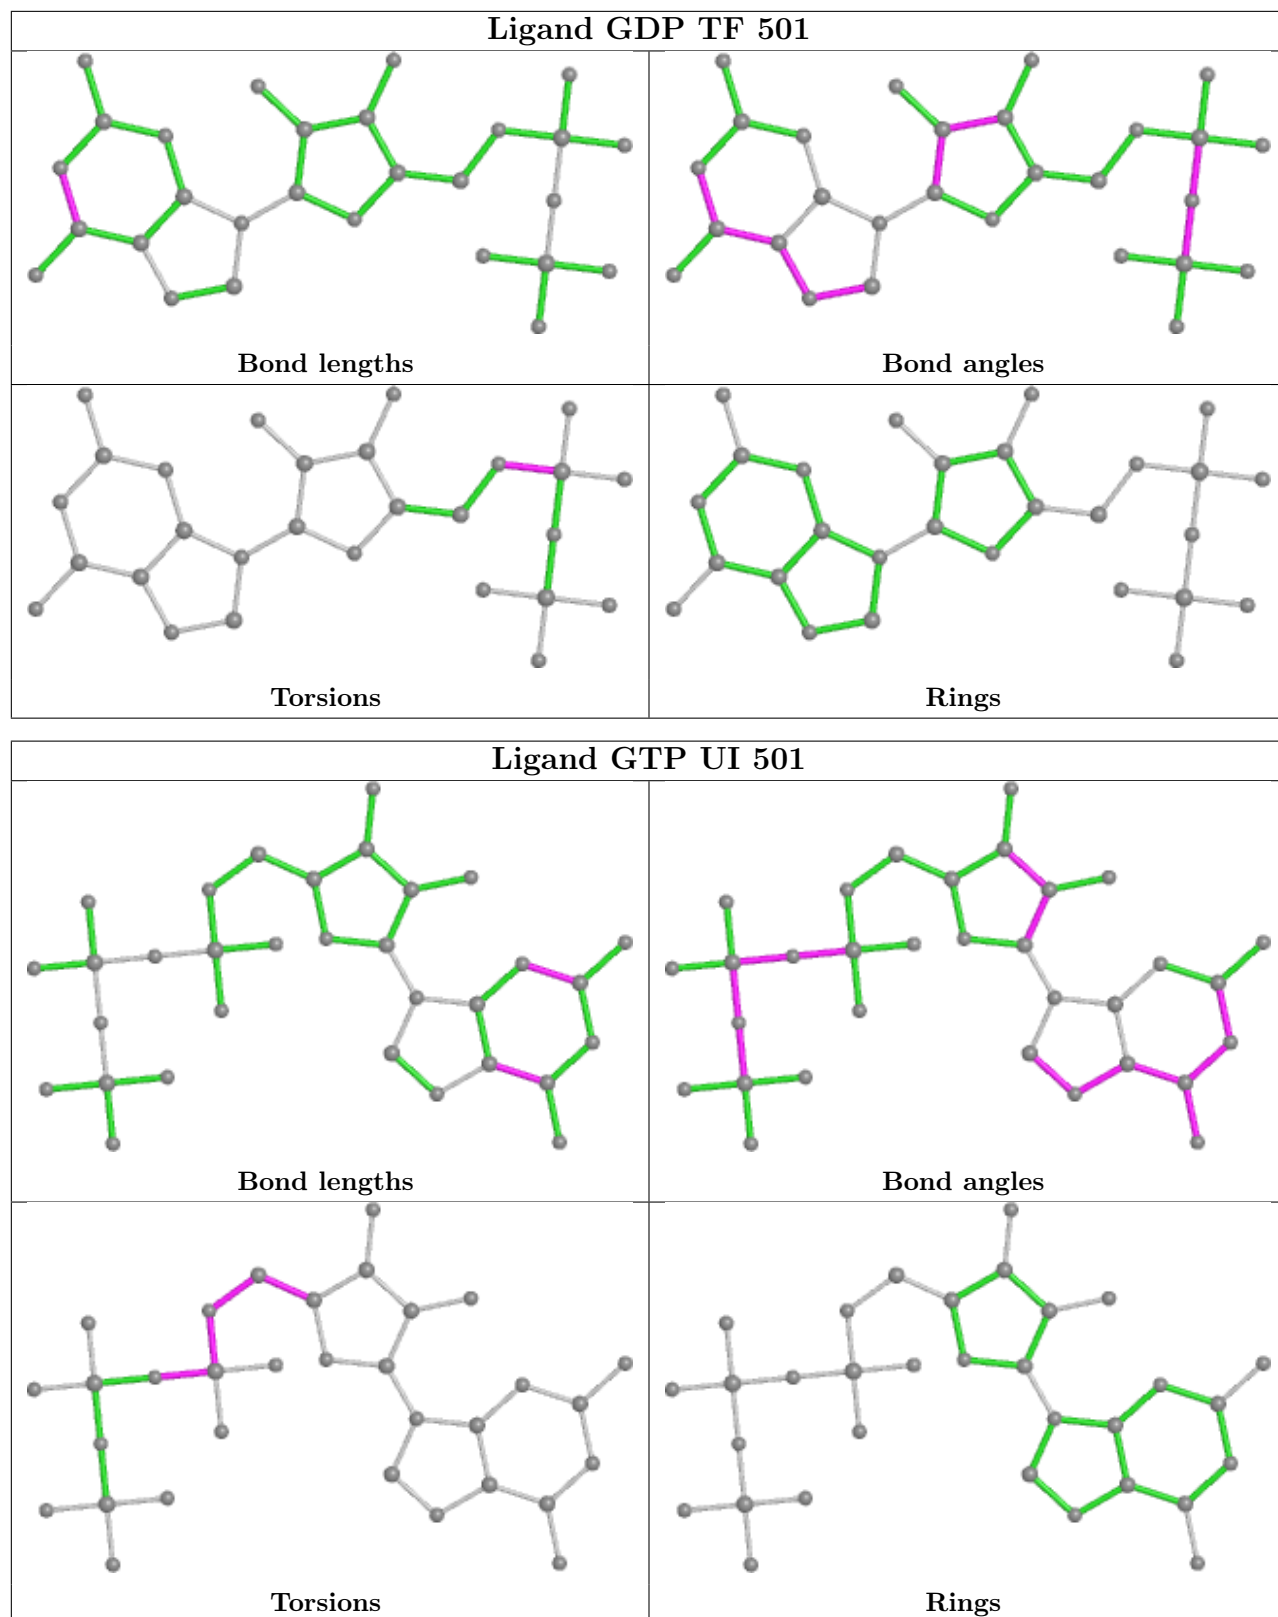 Ligand GDP TF 501
Bond lengths
Bond angles
Torsions
Rings
Ligand GTP UI 501
Bond lengths
Bond angles
Torsions
Rings